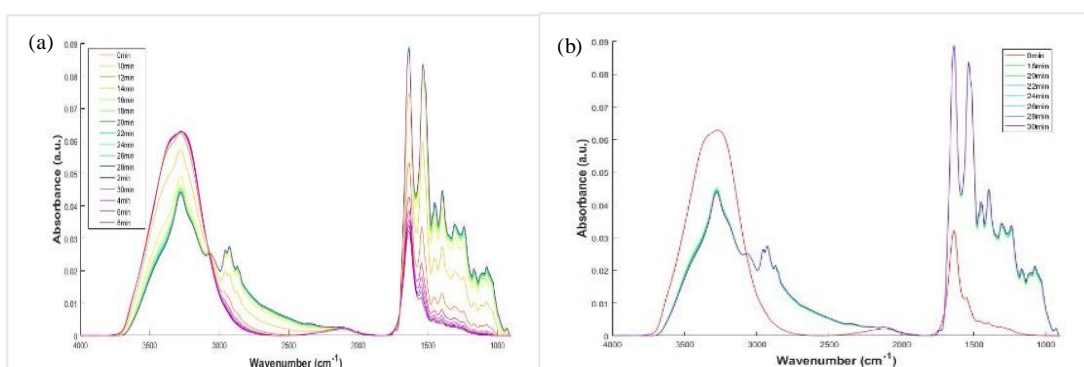 (a)
0.09
0.08
0.07
0.06
0.05
0.04
0.03
0.02
0.01
0
Absorbance (a.u.)
0min
10min
12min
14min
16min
18min
20min
22min
24min
26min
28min
2min
30min
4min
6min
8min
4000 3500 3000 2500 2000 1500 1000
Wavenumber (cm-1)
(b)
0.09
0.08
0.07
0.06
0.05
0.04
0.03
0.02
0.01
0
Absorbance (a.u.)
0min
18min
20min
22min
24min
26min
28min
30min
4000 3500 3000 2500 2000 1500 1000
Wavenumber (cm-1)